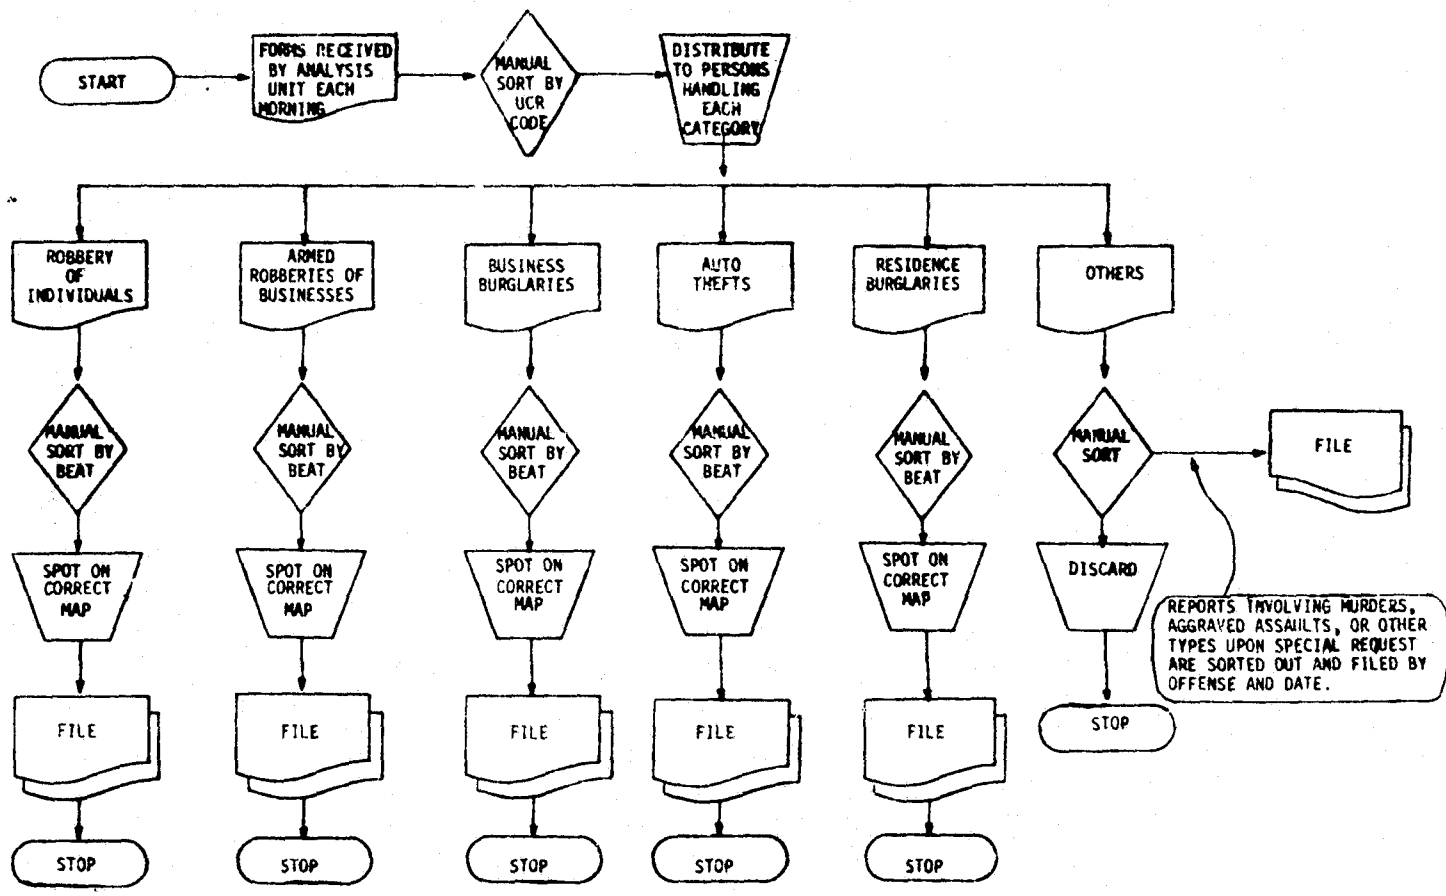 START
FORMS RECEIVED
BY ANALYSIS
UNIT EACH
MORNING
MANUAL
SORT BY
UCR
CODE
DISTRIBUTE
TO PERSONS
HANDLING
EACH
CATEGORY
ROBBERY
OF
INDIVIDUALS
ARMED
ROBBERIES OF
BUSINESSES
BUSINESS
BURGLARIES
AUTO
THEFTS
RESIDENCE
BURGLARIES
OTHERS
MANUAL
SORT BY
BEAT
MANUAL
SORT BY
BEAT
MANUAL
SORT BY
BEAT
MANUAL
SORT BY
BEAT
MANUAL
SORT BY
BEAT
MANUAL
SORT
FILE
SPOT ON
CORRECT
MAP
SPOT ON
CORRECT
MAP
SPOT ON
CORRECT
MAP
SPOT ON
CORRECT
MAP
SPOT ON
CORRECT
MAP
DISCARD
REPORTS INVOLVING MURDERS,
AGGRAVED ASSAULTS, OR OTHER
TYPES UPON SPECIAL REQUEST
ARE SORTED OUT AND FILED BY
OFFENSE AND DATE.
FILE
FILE
FILE
FILE
FILE
STOP
STOP
STOP
STOP
STOP
STOP